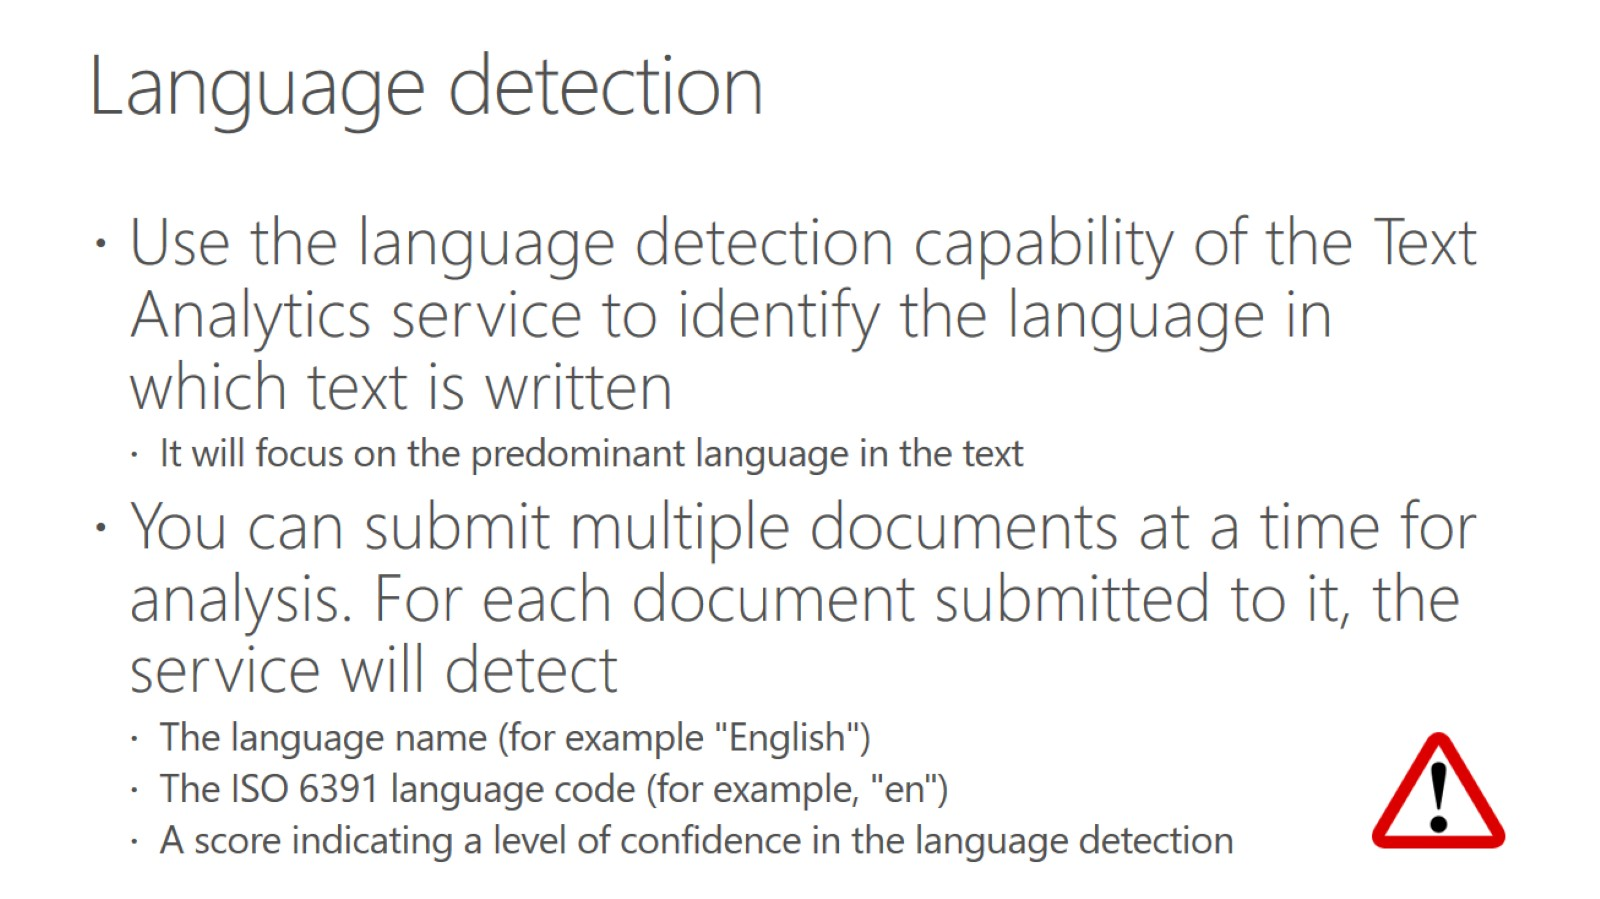 Language detection
• Use the language detection capability of the Text
Analytics service to identify the language in
which text is written
• It will focus on the predominant language in the text
• You can submit multiple documents at a time for
analysis. For each document submitted to it, the
service will detect
• The language name (for example "English")
• The ISO 6391 language code (for example, "en")
• A score indicating a level of confidence in the language detection